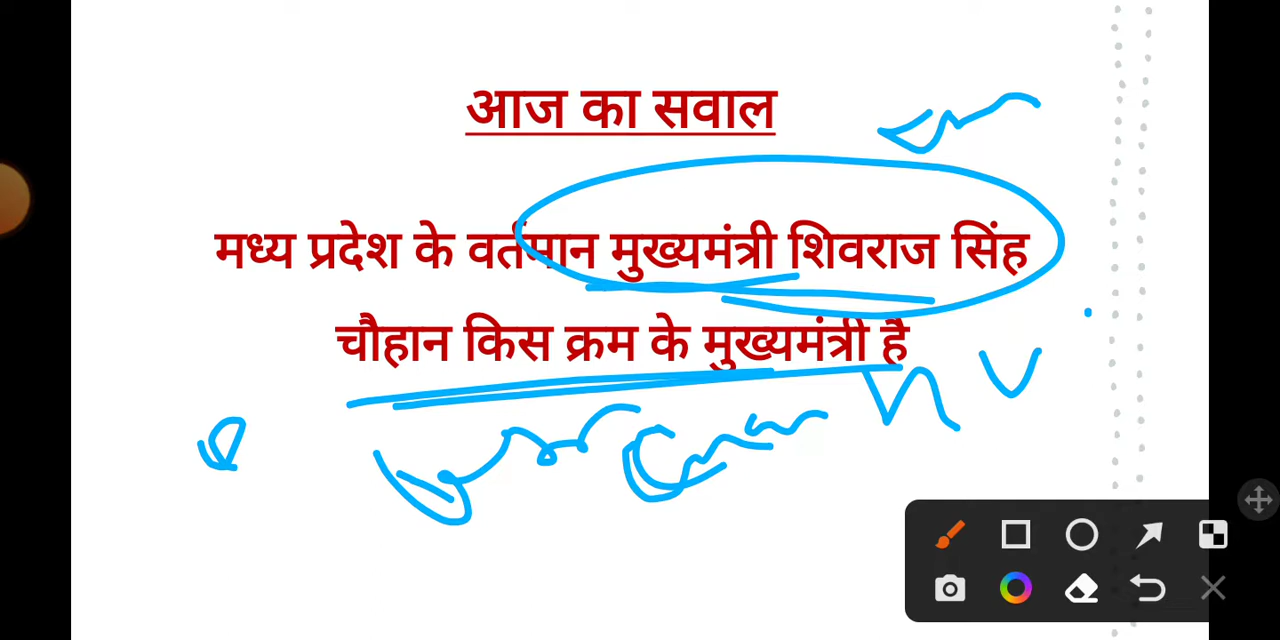 आज का सवाल
मध्य प्रदेश के वर्तमान मुख्यमंत्री शिवराज सिंह
चौहान किस क्रम के मुख्यमंत्री है